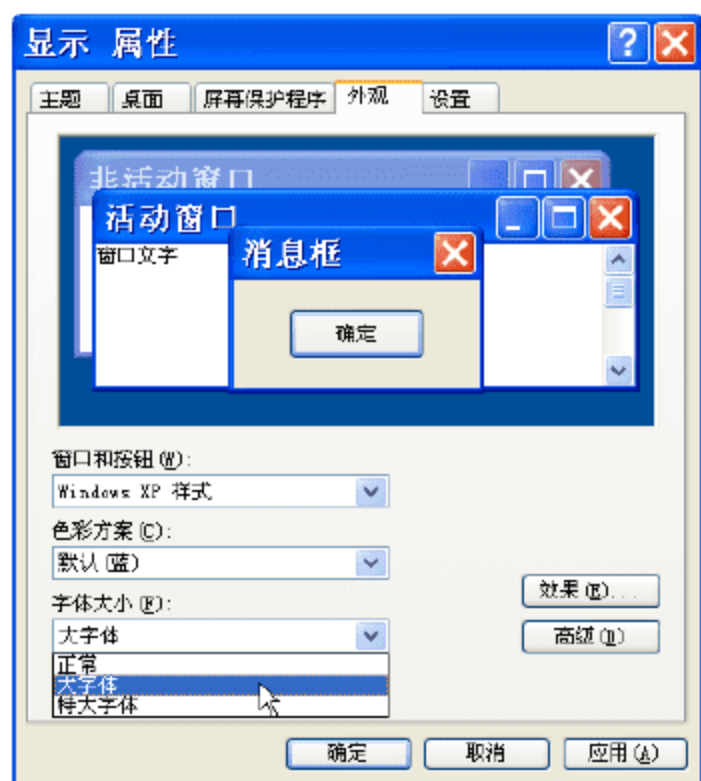 显示 属性
主题 桌面 屏幕保护程序 外观 设置
非活动窗口
活动窗口
窗口文字
消息框
确定
窗口和按钮(W):
Windows XP 样式
色彩方案(C):
默认(蓝)
字体大小(F):
大字体
正常
大字体
特大字体
效果(E)...
高级(D)
确定 取消 应用(A)